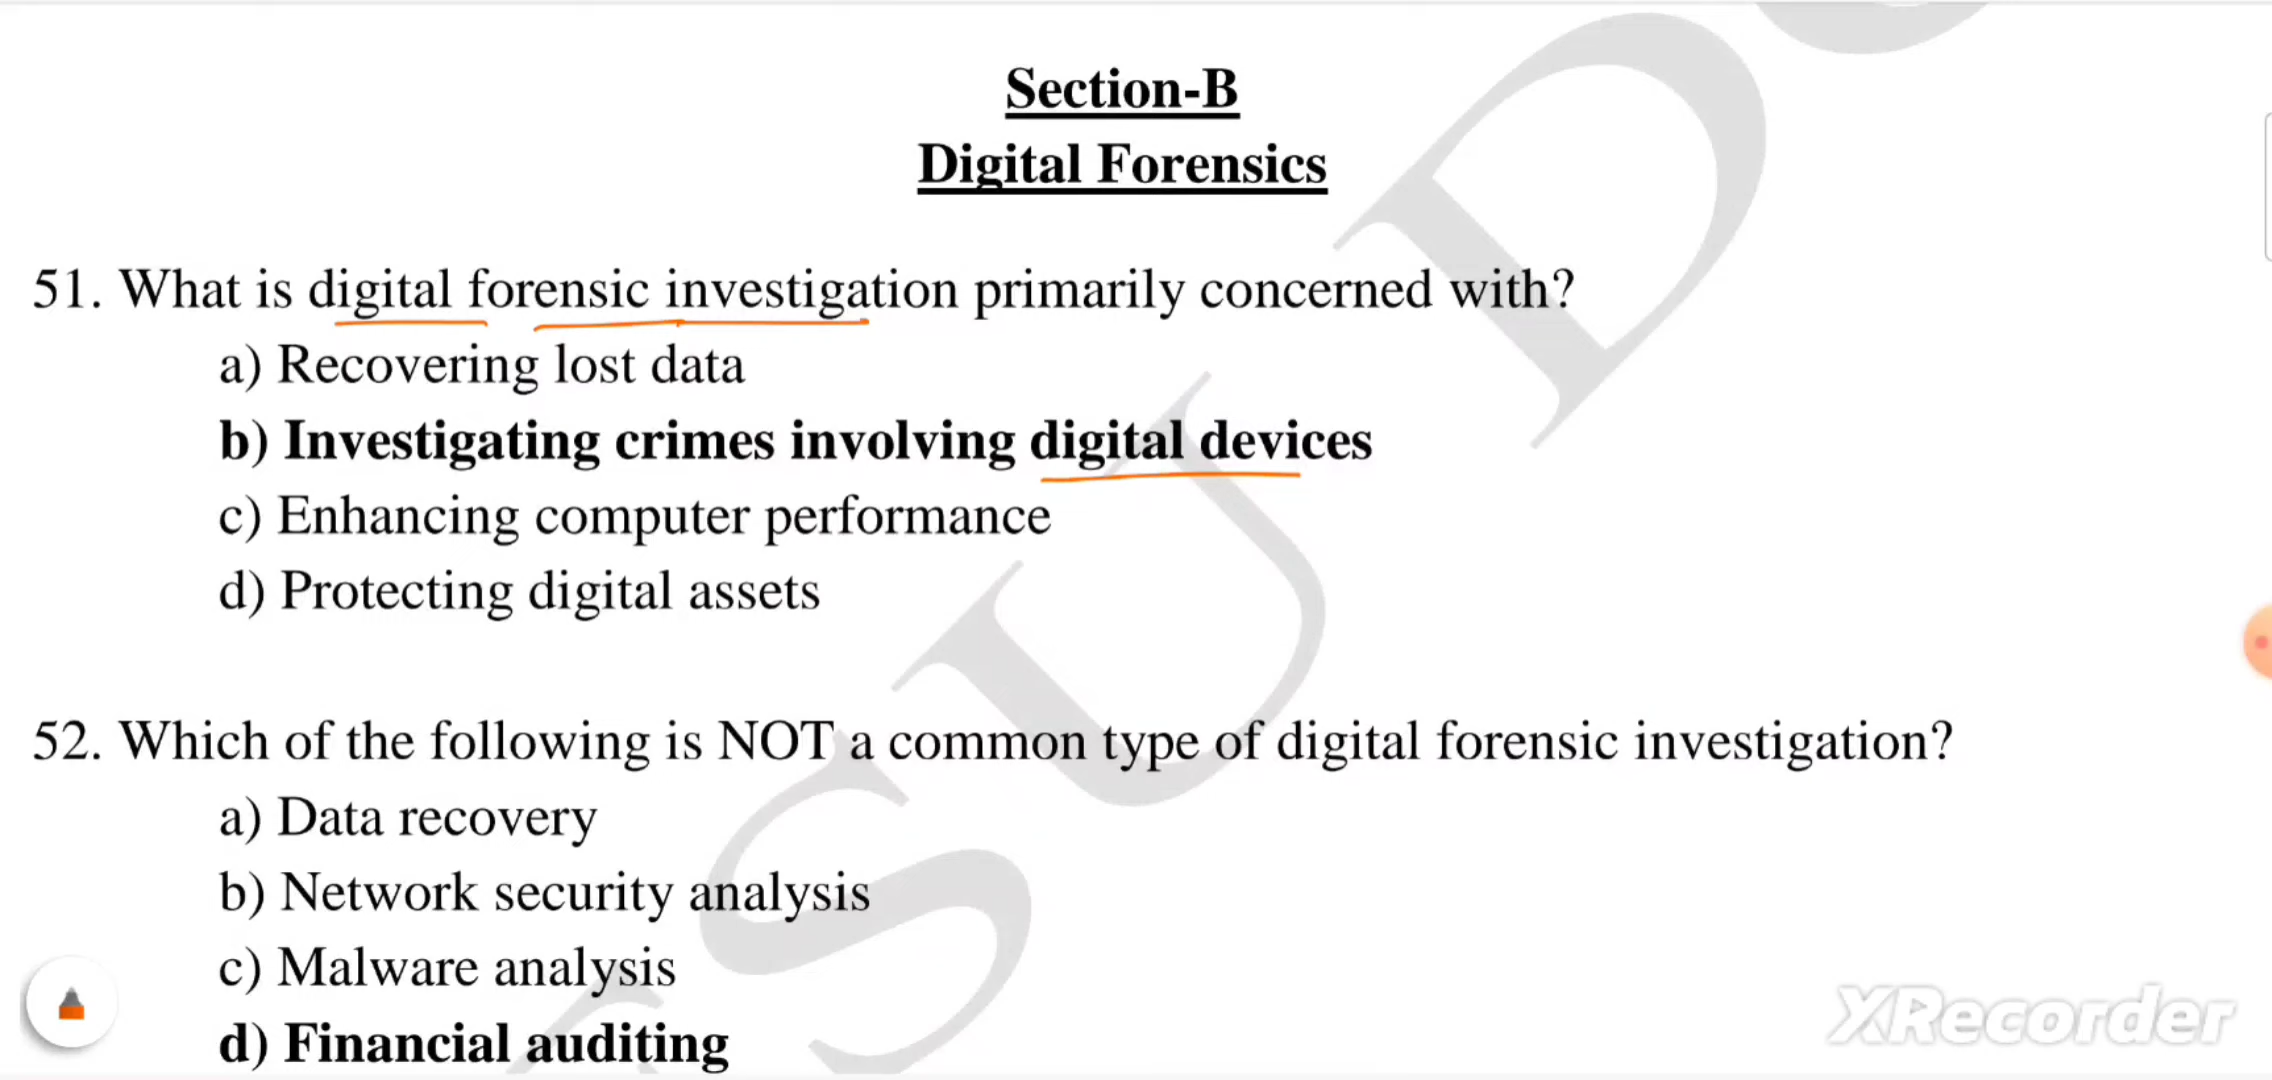 Section-B
Digital Forensics
51. What is digital forensic investigation primarily concerned with?
a) Recovering lost data
b) Investigating crimes involving digital devices
c) Enhancing computer performance
d) Protecting digital assets
52. Which of the following is NOT a common type of digital forensic investigation?
a) Data recovery
b) Network security analysis
c) Malware analysis
d) Financial auditing
XRecorder